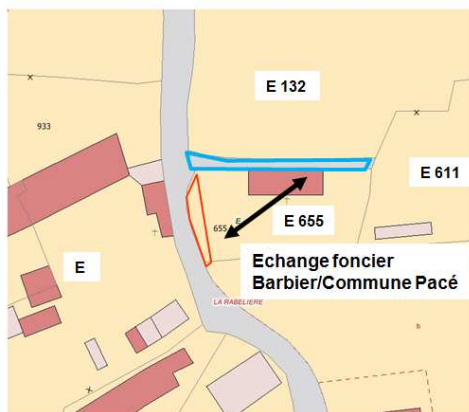 E 132
933
E 611
655
E
E 655
E
Echange foncier
Barbier/Commune Pacé
LA RABELIERE
b